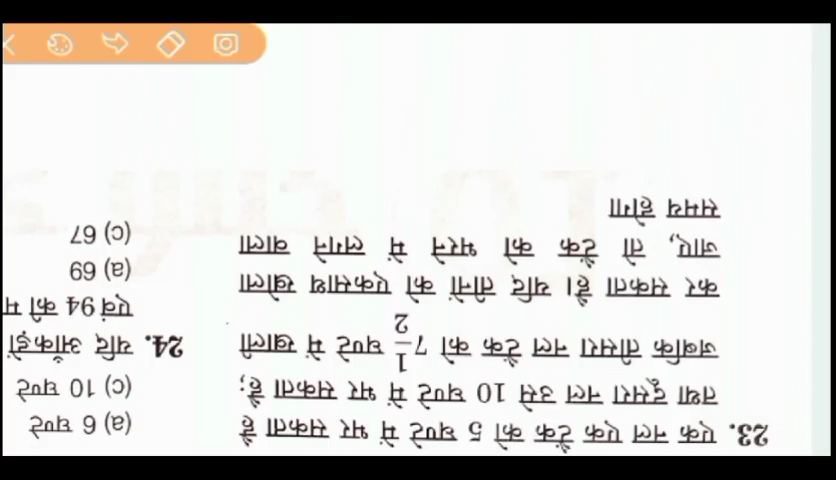 23. एक नल एक टैंक को 5 घण्टे में भर सकता है
तथा दूसरा नल उसे 10 घण्टे में भर सकता है;
जबकि तीसरा नल टैंक को 7 1/2 घण्टे में खाली
कर सकता है। यदि तीनों को एकसाथ खोला
जाए, तो टैंक को भरने में लगने वाला
समय होगा
(a) 6 घण्टे
(c) 10 घण्टे
24. यदि आँकड़ों
एवं 94 को म
(a) 69
(c) 67